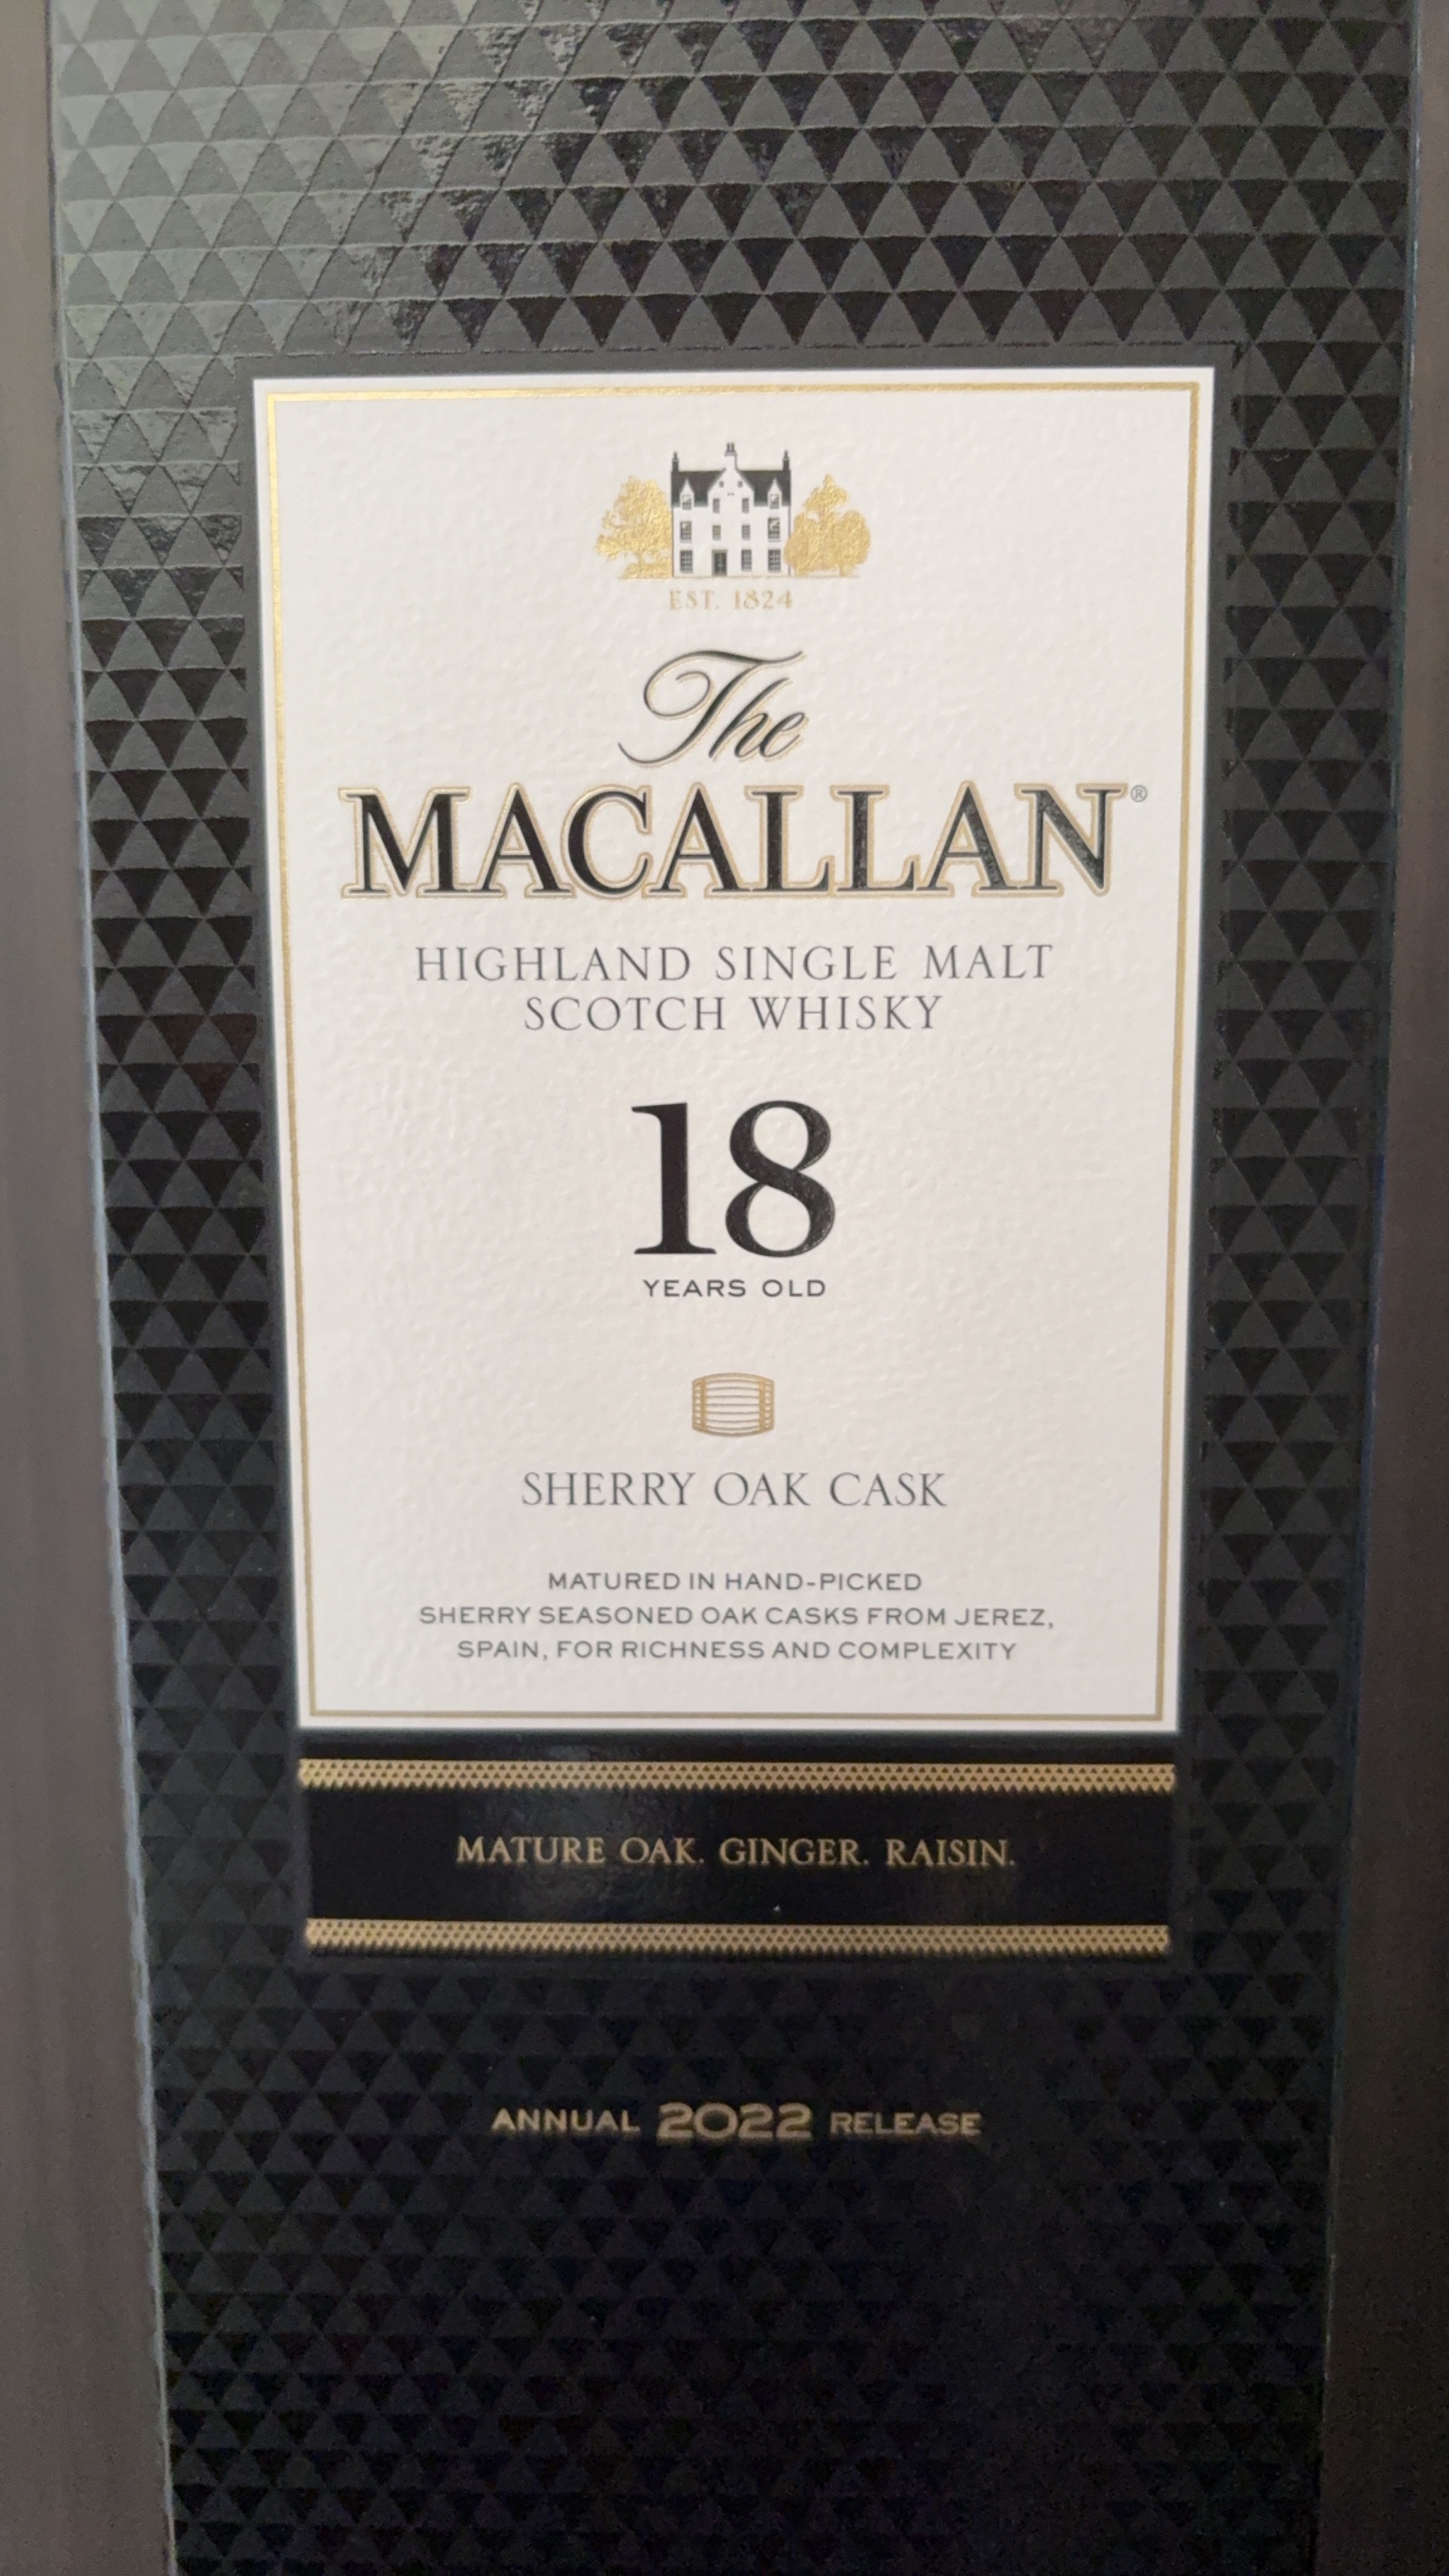 EST. 1824
The
MACALLAN®
HIGHLAND SINGLE MALT
SCOTCH WHISKY
18
YEARS OLD
SHERRY OAK CASK
MATURED IN HAND-PICKED
SHERRY SEASONED OAK CASKS FROM JEREZ,
SPAIN, FOR RICHNESS AND COMPLEXITY
MATURE OAK. GINGER. RAISIN.
ANNUAL 2022 RELEASE